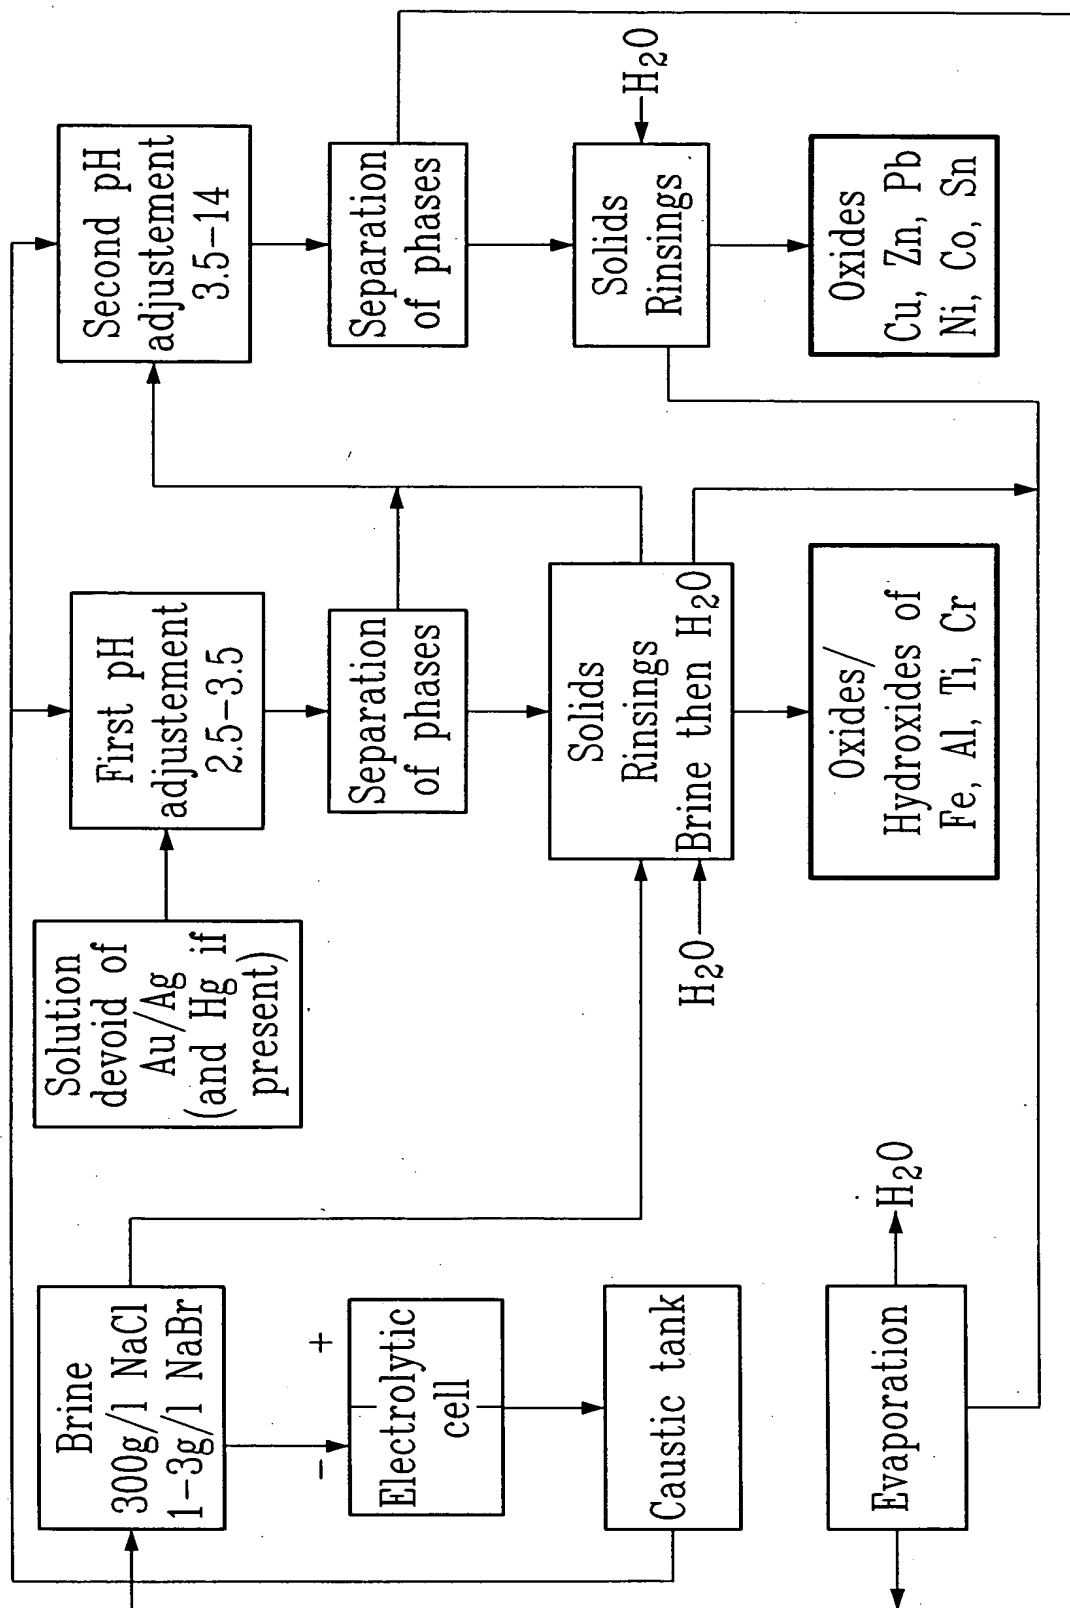 Brine
300g/l NaCl
1-3g/l NaBr
-
+
Electrolytic
cell
Caustic tank
Evaporation
H2O
Solution
devoid of
Au/Ag
(and Hg if
present)
First pH
adjustement
2.5-3.5
Separation
of phases
Solids
Rinsings
Brine then H2O
H2O
Oxides/
Hydroxides of
Fe, Al, Ti, Cr
Second pH
adjustement
3.5-14
Separation
of phases
Solids
Rinsings
H2O
Oxides
Cu, Zn, Pb
Ni, Co, Sn